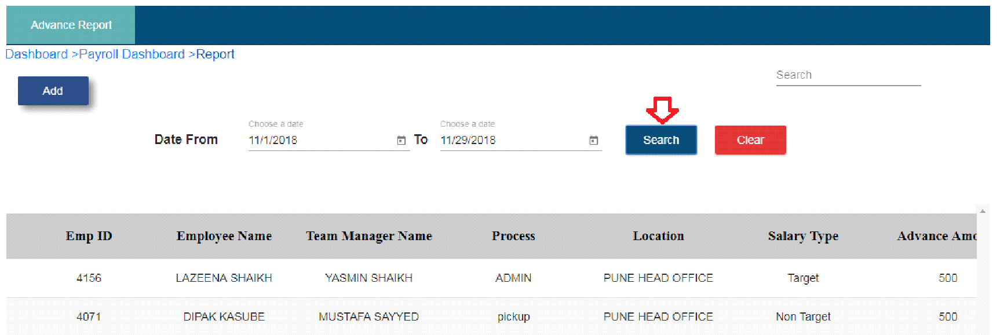 Advance Report
Dashboard >Payroll Dashboard >Report
Search
Add
Choose a date Choose a date
Date From 11/1/2018 To 11/29/2018 Search Clear
Emp ID Employee Name Team Manager Name Process Location Salary Type Advance Amo
4156 LAZEENA SHAIKH YASMIN SHAIKH ADMIN PUNE HEAD OFFICE Target 500
4071 DIPAK KASUBE MUSTAFA SAYYED pickup PUNE HEAD OFFICE Non Target 500